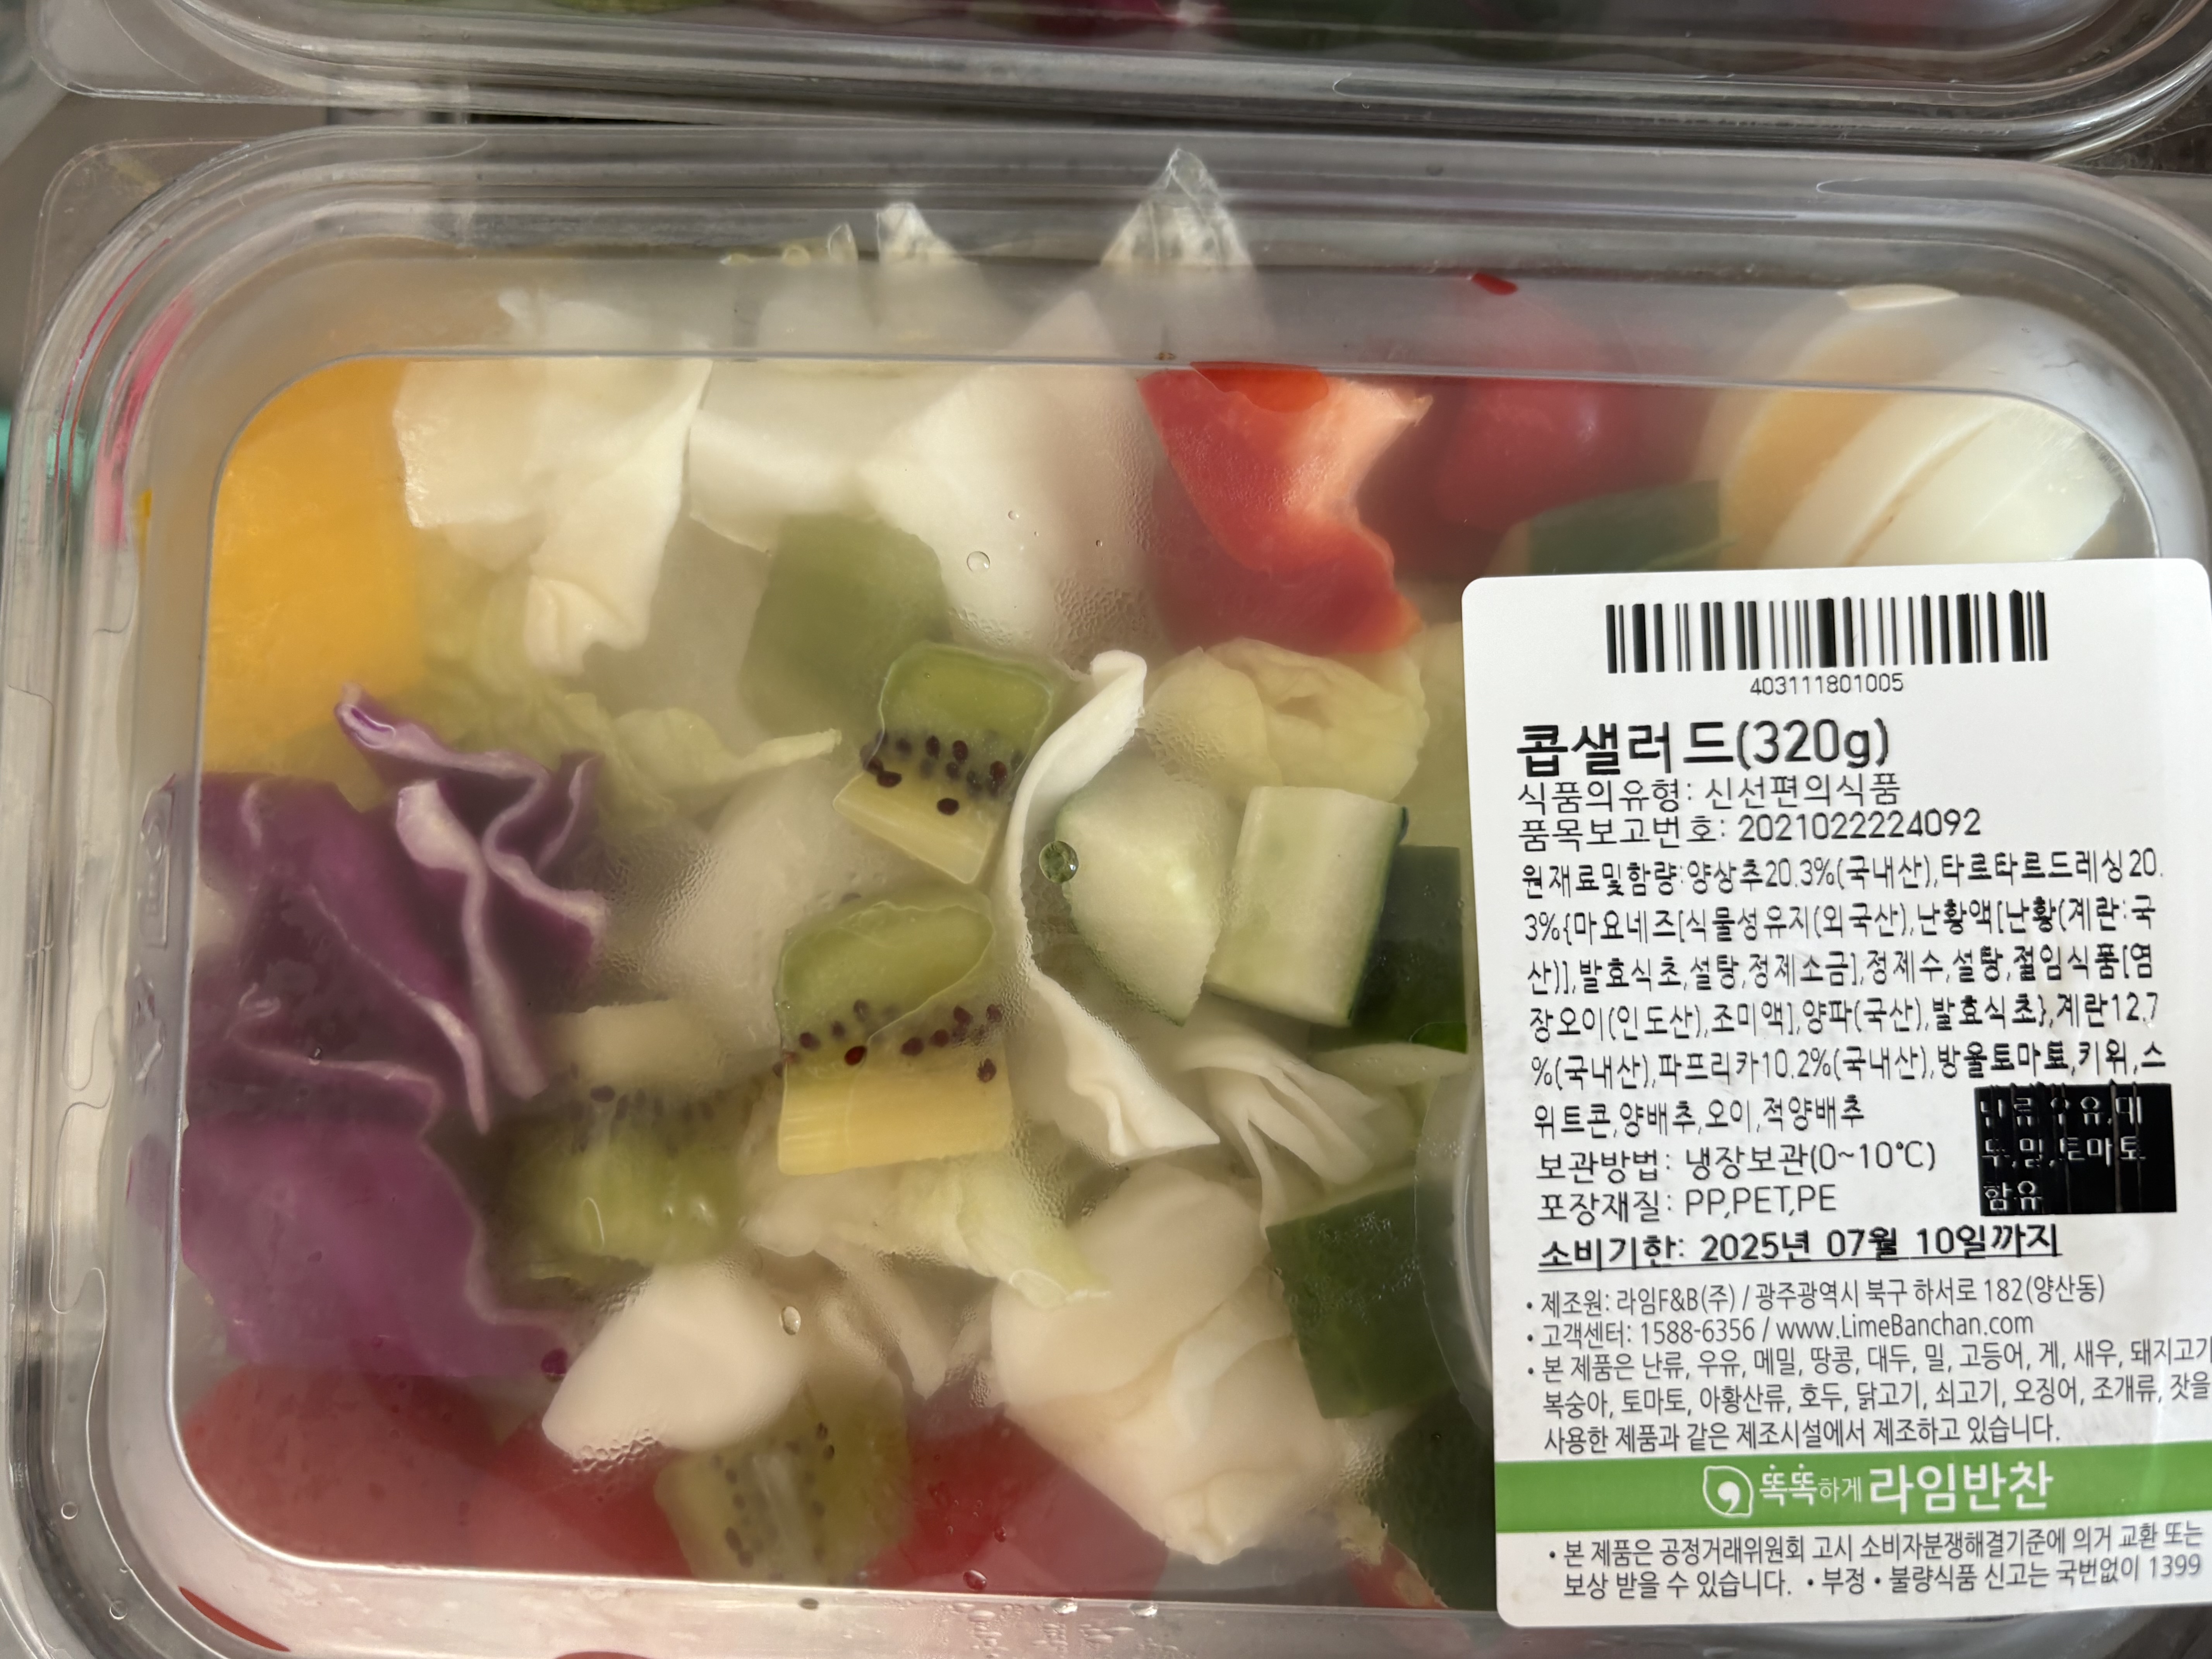 403111801005
콥샐러드(320g)
식품의유형: 신선편의식품
품목보고번호: 2021022224092
원재료및함량:양상추20.3%(국내산),타르타르드레싱20.
3%{마요네즈[식물성유지(외국산),난황액[난황(계란:국
산)],발효식초,설탕,정제소금],정제수,설탕,절임식품[염
장오이(인도산),조미액],양파(국산),발효식초},계란12.7
%(국내산),파프리카10.2%(국내산),방울토마토,키위,스
위트콘,양배추,오이,적양배추
난류,우유,대
두,밀,토마토
함유
보관방법: 냉장보관(0~10℃)
포장재질: PP,PET,PE
소비기한: 2025년 07월 10일까지
• 제조원: 라임F&B(주) / 광주광역시 북구 하서로 182(양산동)
• 고객센터: 1588-6356 / www.LimeBanchan.com
• 본 제품은 난류, 우유, 메밀, 땅콩, 대두, 밀, 고등어, 게, 새우, 돼지고기
복숭아, 토마토, 아황산류, 호두, 닭고기, 쇠고기, 오징어, 조개류, 잣을
사용한 제품과 같은 제조시설에서 제조하고 있습니다.
똑똑하게 라임반찬
• 본 제품은 공정거래위원회 고시 소비자분쟁해결기준에 의거 교환 또는
보상 받을 수 있습니다. • 부정 • 불량식품 신고는 국번없이 1399